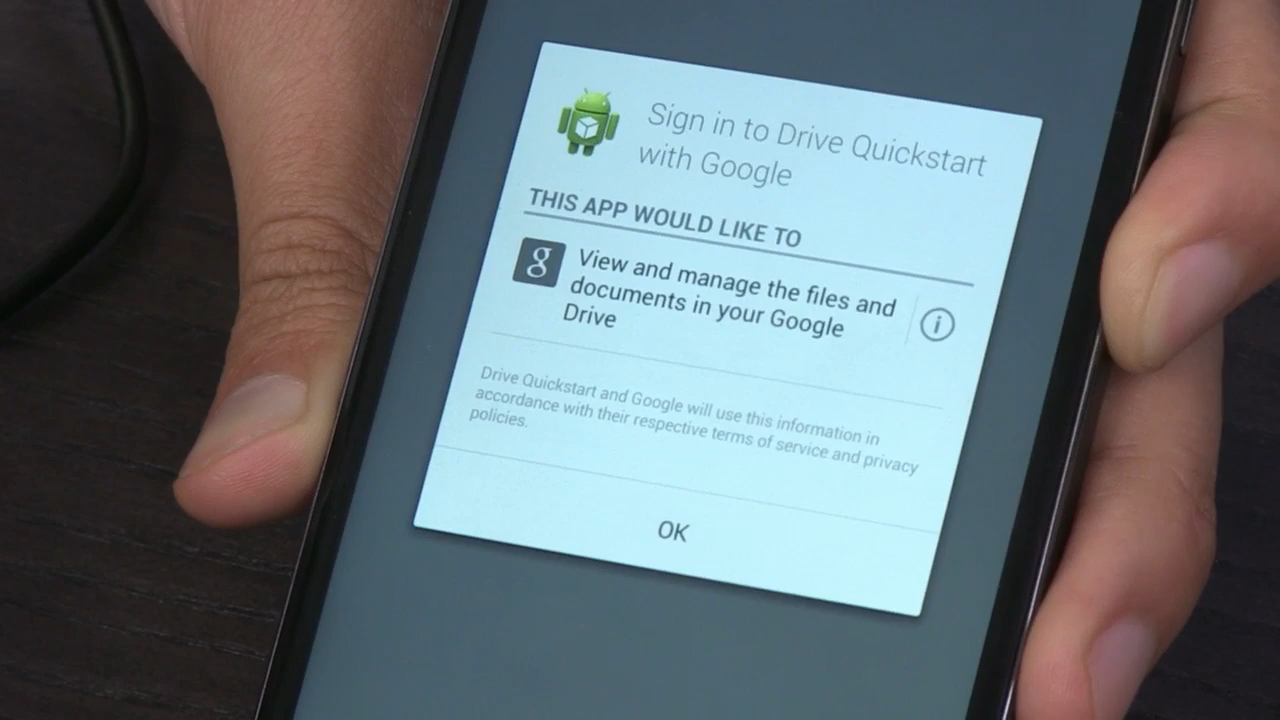 Sign in to Drive Quickstart
with Google
THIS APP WOULD LIKE TO
g
View and manage the files and
documents in your Google
Drive
i
Drive Quickstart and Google will use this information in
accordance with their respective terms of service and privacy
policies.
OK